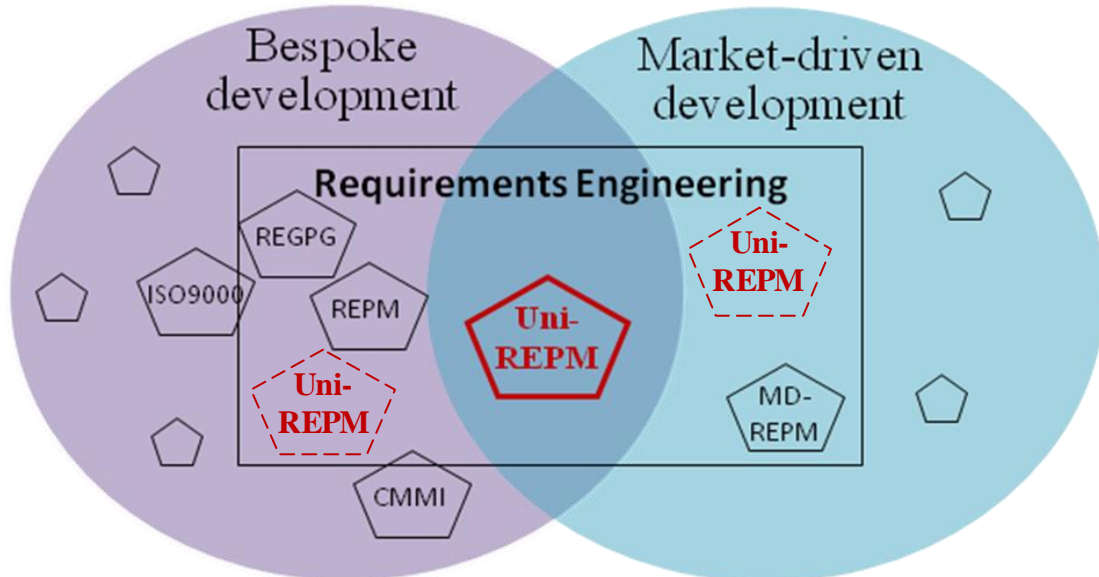 Bespoke
development
Market-driven
development
Requirements Engineering
REGPG
ISO9000
REPM
Uni-
REPM
Uni-
REPM
Uni-
REPM
MD-
REPM
CMMI